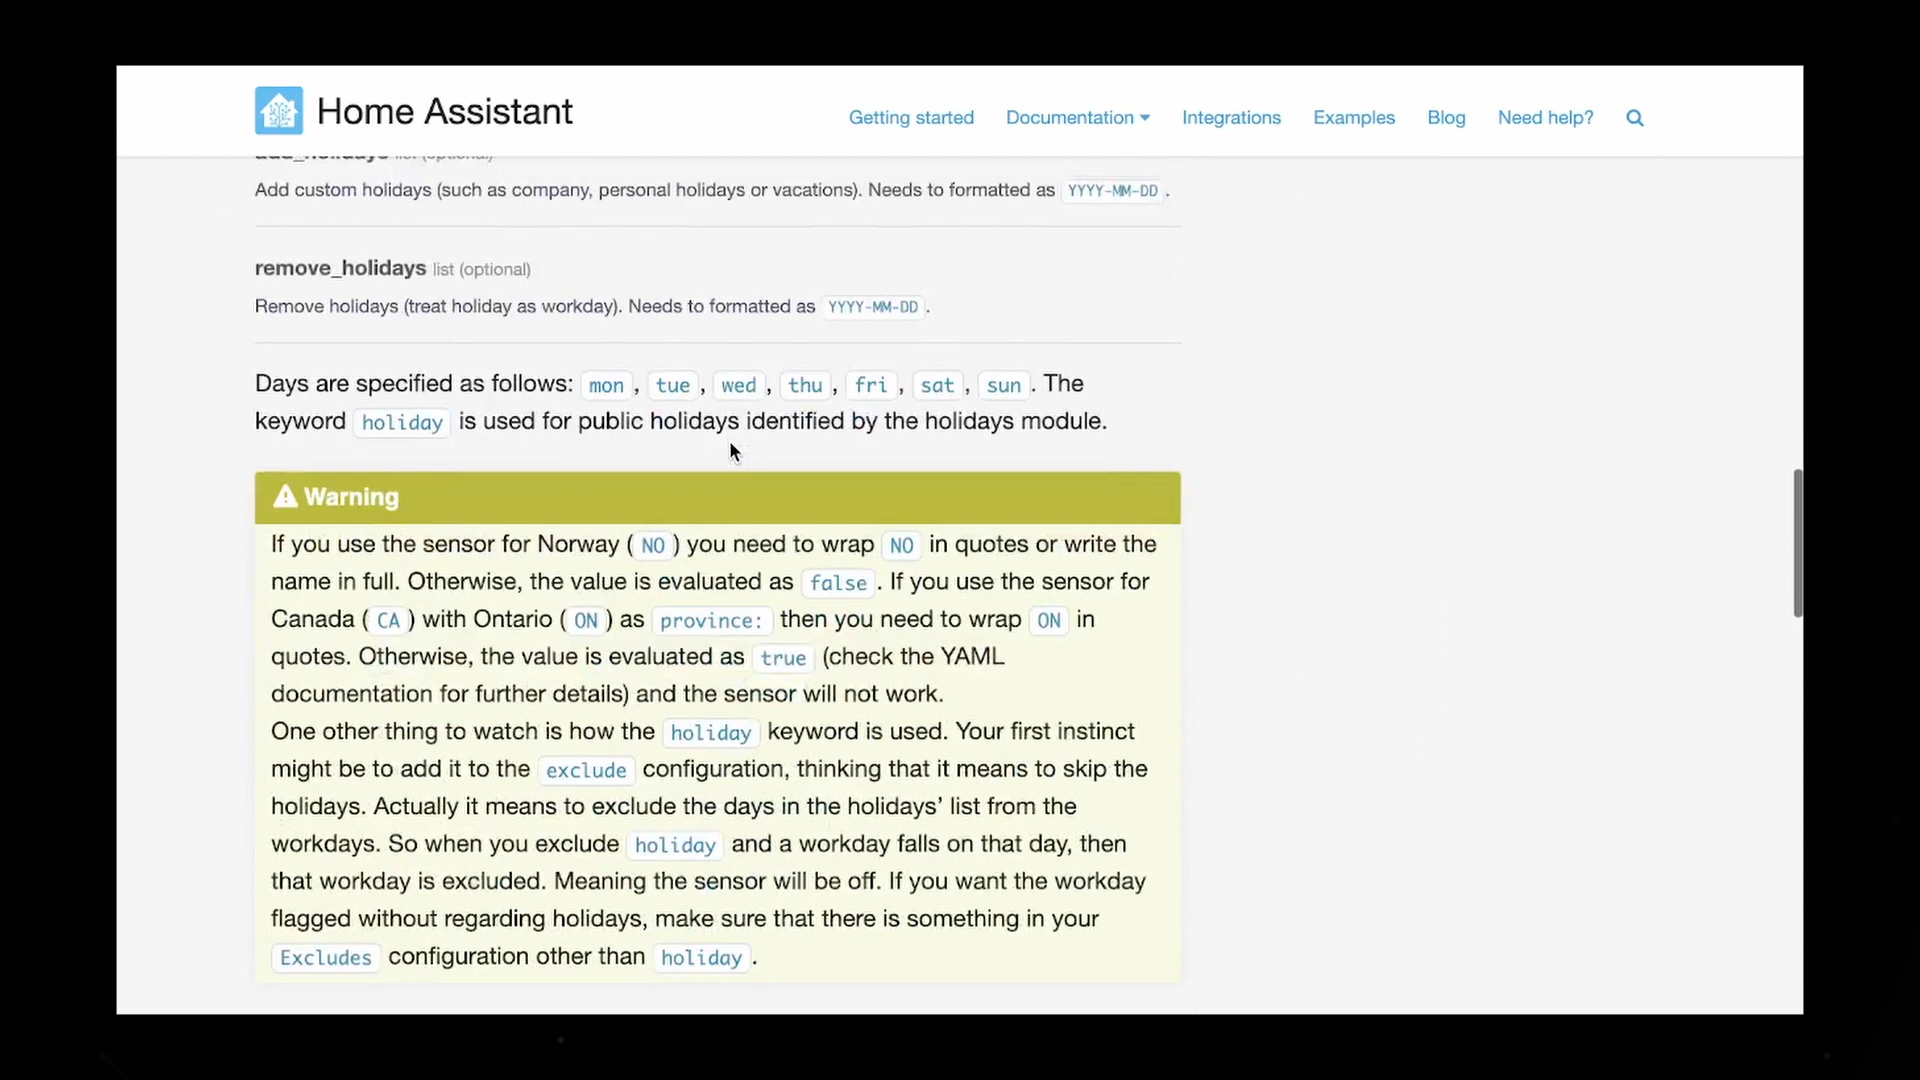 Home Assistant
Getting started Documentation Integrations Examples Blog Need help?
add_holidays list (optional)
Add custom holidays (such as company, personal holidays or vacations). Needs to formatted as YYYY-MM-DD .
remove_holidays list (optional)
Remove holidays (treat holiday as workday). Needs to formatted as YYYY-MM-DD .
Days are specified as follows: mon , tue , wed , thu , fri , sat , sun . The
keyword holiday is used for public holidays identified by the holidays module.
Warning
If you use the sensor for Norway ( NO ) you need to wrap NO in quotes or write the
name in full. Otherwise, the value is evaluated as false . If you use the sensor for
Canada ( CA ) with Ontario ( ON ) as province: then you need to wrap ON in
quotes. Otherwise, the value is evaluated as true (check the YAML
documentation for further details) and the sensor will not work.
One other thing to watch is how the holiday keyword is used. Your first instinct
might be to add it to the exclude configuration, thinking that it means to skip the
holidays. Actually it means to exclude the days in the holidays’ list from the
workdays. So when you exclude holiday and a workday falls on that day, then
that workday is excluded. Meaning the sensor will be off. If you want the workday
flagged without regarding holidays, make sure that there is something in your
Excludes configuration other than holiday .